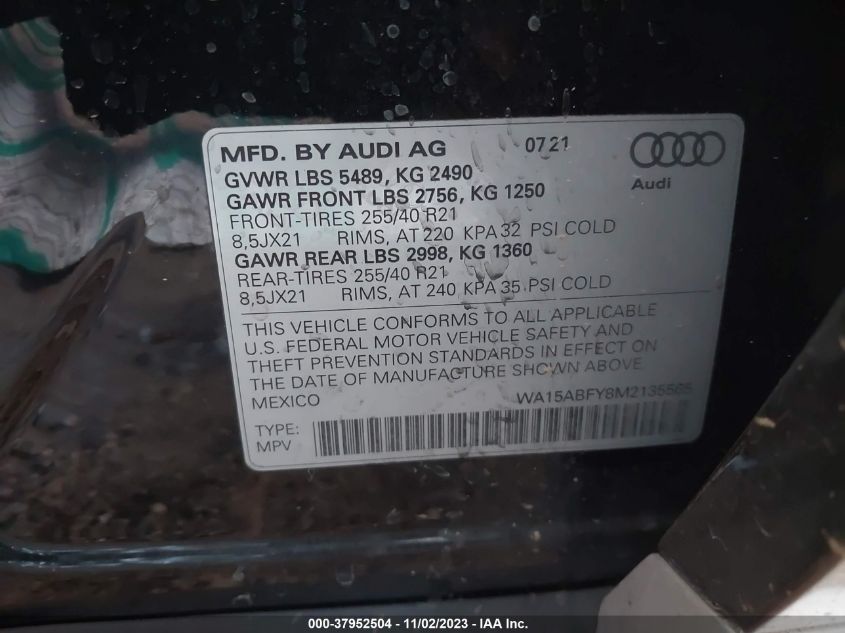 MFD. BY AUDI AG 07 21
Audi
GVWR LBS 5489, KG 2490
GAWR FRONT LBS 2756, KG 1250
FRONT-TIRES 255/40 R21
8,5JX21 RIMS, AT 220 KPA 32 PSI COLD
GAWR REAR LBS 2998, KG 1360
REAR-TIRES 255/40 R21
8,5JX21 RIMS, AT 240 KPA 35 PSI COLD
THIS VEHICLE CONFORMS TO ALL APPLICABLE
U.S. FEDERAL MOTOR VEHICLE SAFETY AND
THEFT PREVENTION STANDARDS IN EFFECT ON
THE DATE OF MANUFACTURE SHOWN ABOVE.
MEXICO WA15ABFY8M2135565
TYPE:
MPV
000-37952504 — 11/02/2023 — IAA Inc.